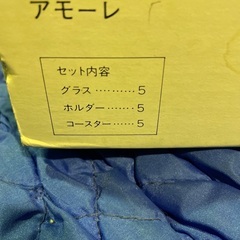 アモーレ
セット内容
グラス ………… 5
ホルダー ……… 5
コースター …… 5